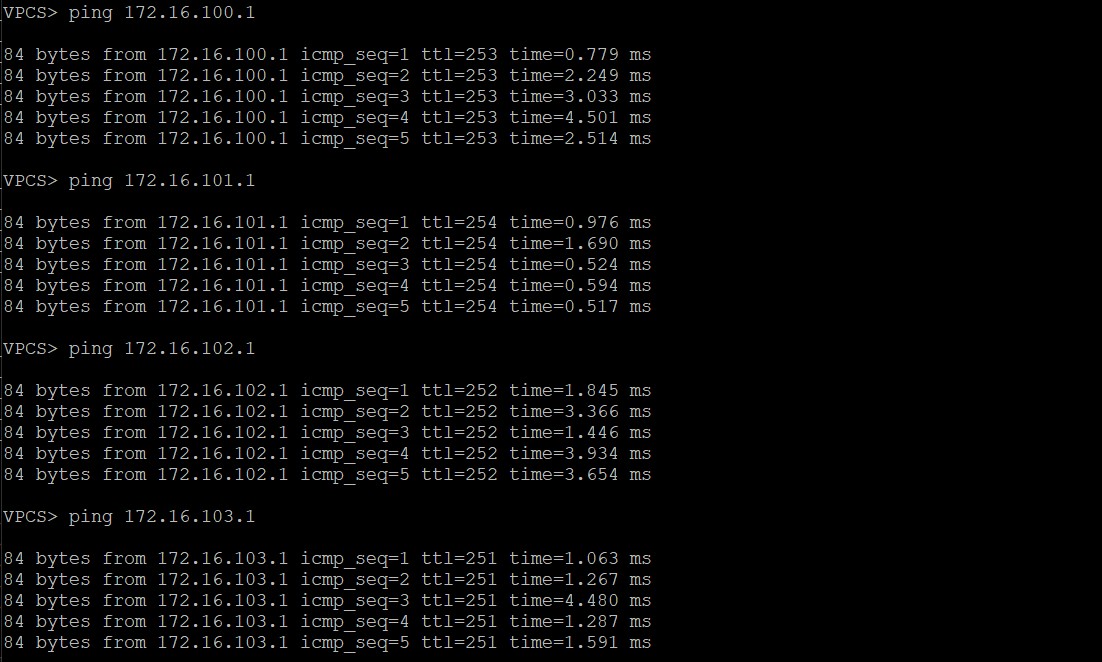 VPCS> ping 172.16.100.1
84 bytes from 172.16.100.1 icmp_seq=1 ttl=253 time=0.779 ms
84 bytes from 172.16.100.1 icmp_seq=2 ttl=253 time=2.249 ms
84 bytes from 172.16.100.1 icmp_seq=3 ttl=253 time=3.033 ms
84 bytes from 172.16.100.1 icmp_seq=4 ttl=253 time=4.501 ms
84 bytes from 172.16.100.1 icmp_seq=5 ttl=253 time=2.514 ms
VPCS> ping 172.16.101.1
84 bytes from 172.16.101.1 icmp_seq=1 ttl=254 time=0.976 ms
84 bytes from 172.16.101.1 icmp_seq=2 ttl=254 time=1.690 ms
84 bytes from 172.16.101.1 icmp_seq=3 ttl=254 time=0.524 ms
84 bytes from 172.16.101.1 icmp_seq=4 ttl=254 time=0.594 ms
84 bytes from 172.16.101.1 icmp_seq=5 ttl=254 time=0.517 ms
VPCS> ping 172.16.102.1
84 bytes from 172.16.102.1 icmp_seq=1 ttl=252 time=1.845 ms
84 bytes from 172.16.102.1 icmp_seq=2 ttl=252 time=3.366 ms
84 bytes from 172.16.102.1 icmp_seq=3 ttl=252 time=1.446 ms
84 bytes from 172.16.102.1 icmp_seq=4 ttl=252 time=3.934 ms
84 bytes from 172.16.102.1 icmp_seq=5 ttl=252 time=3.654 ms
VPCS> ping 172.16.103.1
84 bytes from 172.16.103.1 icmp_seq=1 ttl=251 time=1.063 ms
84 bytes from 172.16.103.1 icmp_seq=2 ttl=251 time=1.267 ms
84 bytes from 172.16.103.1 icmp_seq=3 ttl=251 time=4.480 ms
84 bytes from 172.16.103.1 icmp_seq=4 ttl=251 time=1.287 ms
84 bytes from 172.16.103.1 icmp_seq=5 ttl=251 time=1.591 ms